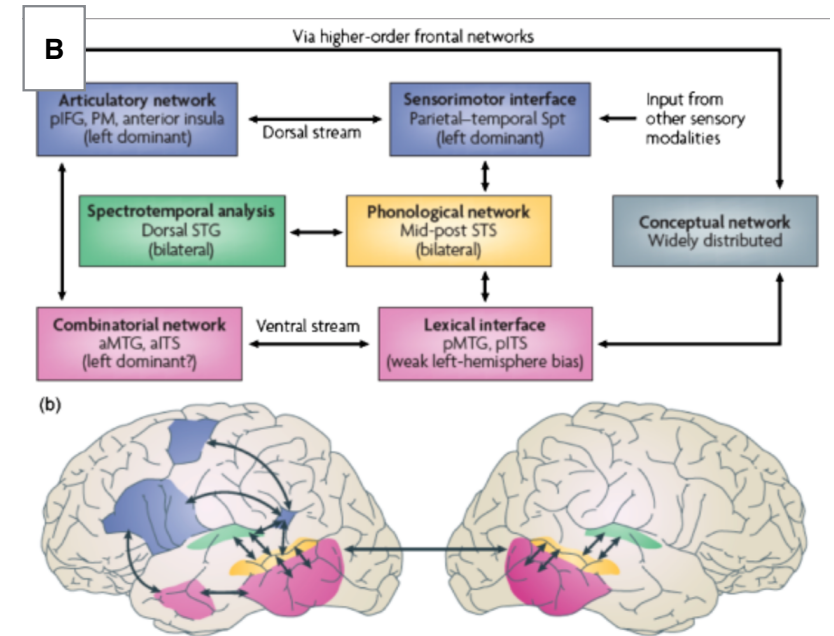 B
Via higher-order frontal networks
Articulatory network
pIFG, PM, anterior insula
(left dominant)
Dorsal stream
Sensorimotor interface
Parietal–temporal Spt
(left dominant)
Input from
other sensory
modalities
Spectrotemporal analysis
Dorsal STG
(bilateral)
Phonological network
Mid-post STS
(bilateral)
Conceptual network
Widely distributed
Combinatorial network
aMTG, aITS
(left dominant?)
Ventral stream
Lexical interface
pMTG, pITS
(weak left-hemisphere bias)
(b)